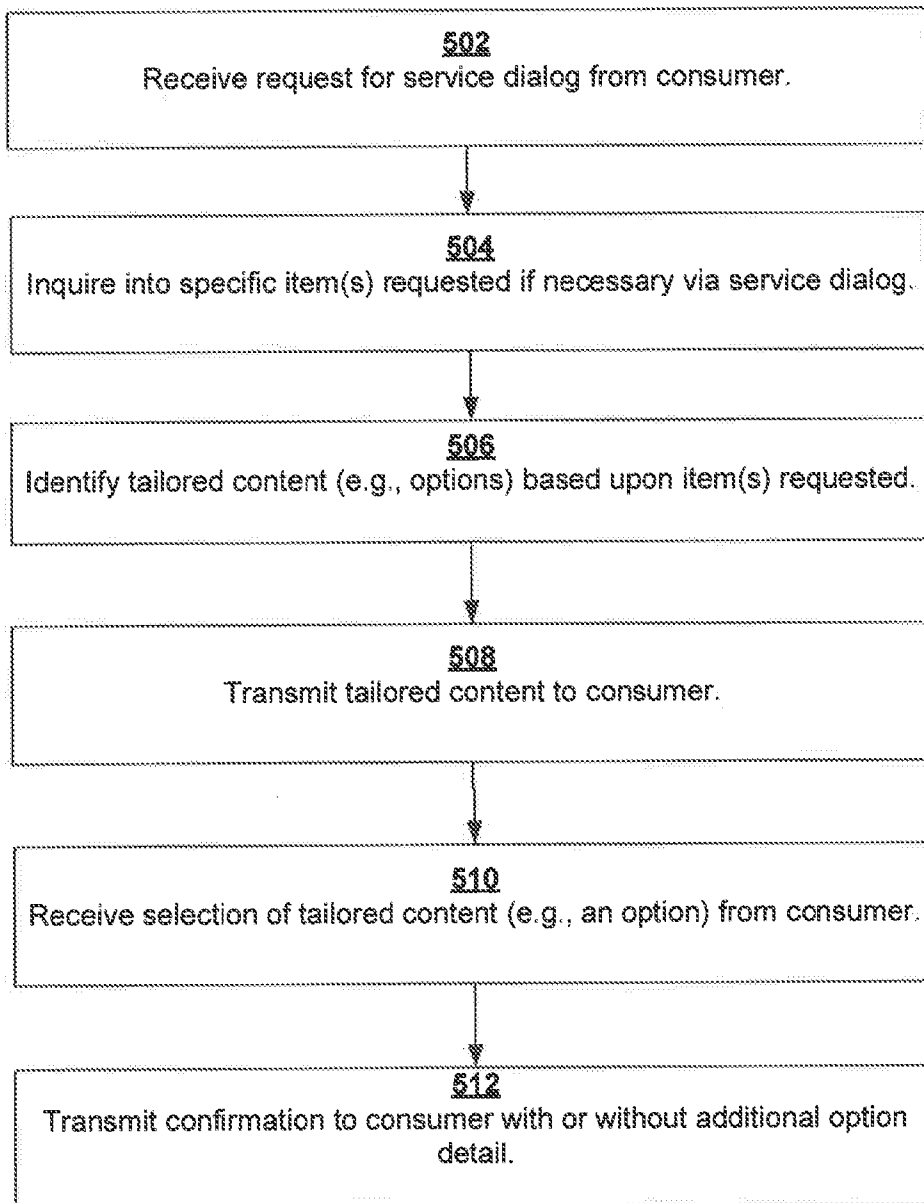 502
Receive request for service dialog from consumer.
504
Inquire into specific item(s) requested if necessary via service dialog.
506
Identify tailored content (e.g., options) based upon item(s) requested.
508
Transmit tailored content to consumer.
510
Receive selection of tailored content (e.g., an option) from consumer.
512
Transmit confirmation to consumer with or without additional option
detail.